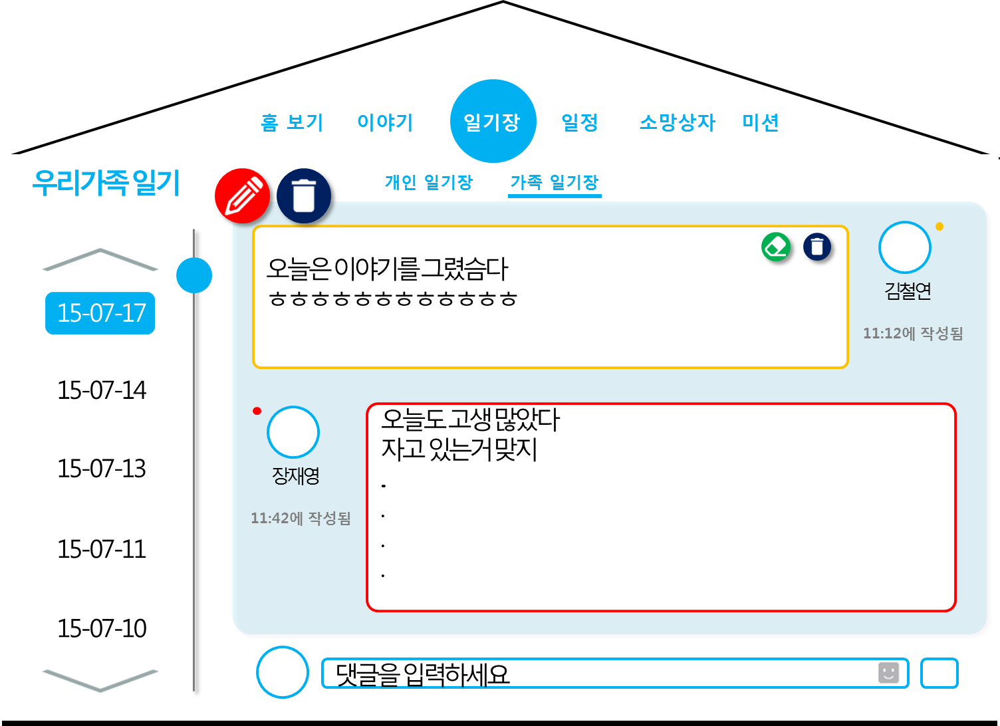 홈 보기 이야기 일기장 일정 소망상자 미션
우리가족 일기
개인 일기장 가족 일기장
15-07-17
15-07-14
15-07-13
15-07-11
15-07-10
오늘은 이야기를 그렸슴다
ㅎㅎㅎㅎㅎㅎㅎㅎㅎㅎㅎㅎ
김철연
11:12에 작성됨
장재영
11:42에 작성됨
오늘도 고생 많았다
자고 있는거 맞지
.
.
.
.
댓글을 입력하세요